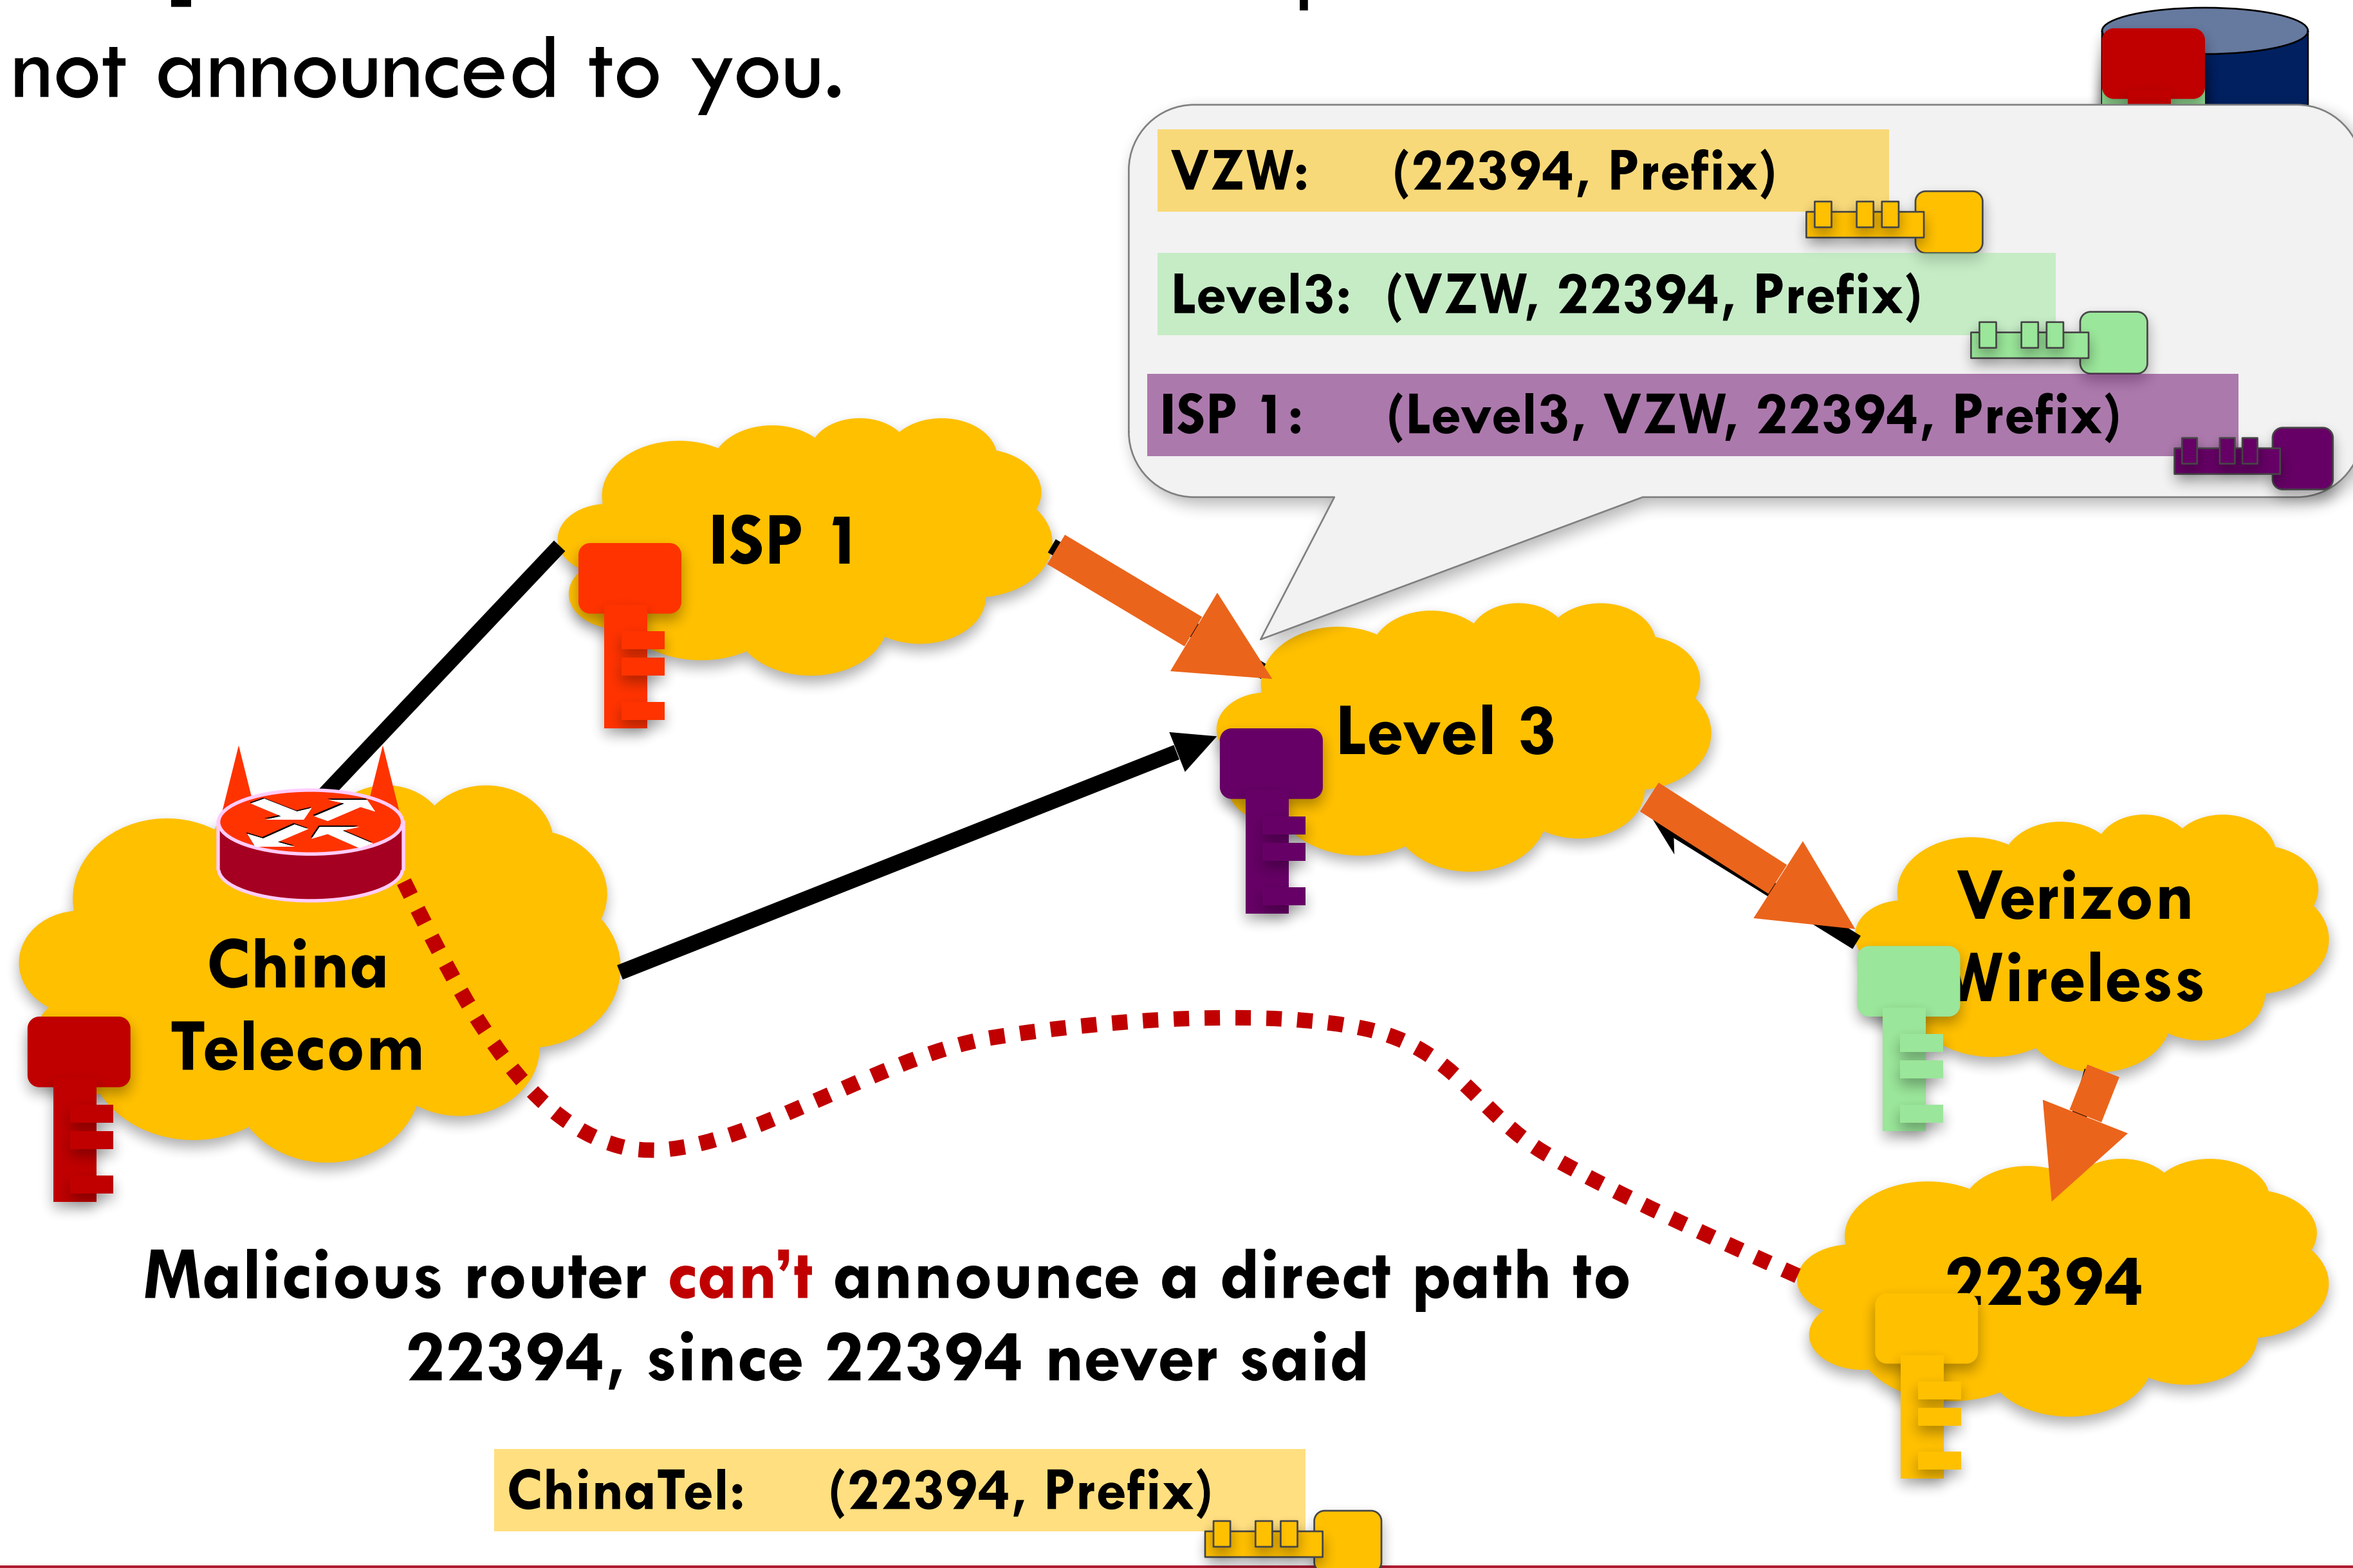 not announced to you.
VZW: (22394, Prefix)
Level3: (VZW, 22394, Prefix)
ISP 1: (Level3, VZW, 22394, Prefix)
ISP 1
Level 3
Verizon
Wireless
China
Telecom
22394
Malicious router can’t announce a direct path to
22394, since 22394 never said
ChinaTel: (22394, Prefix)